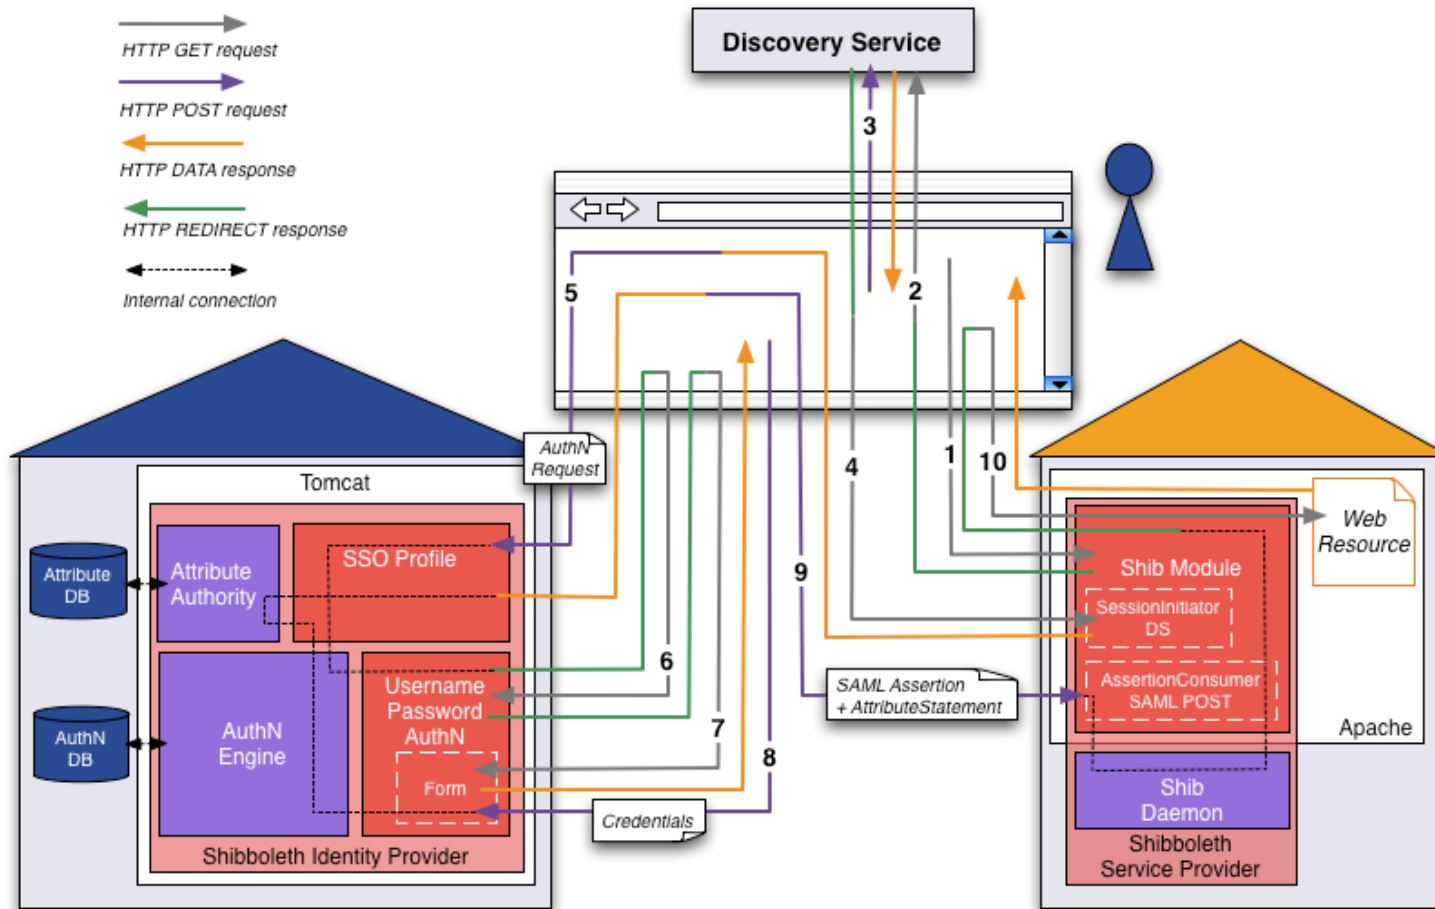 HTTP GET request
HTTP POST request
HTTP DATA response
HTTP REDIRECT response
Internal connection
Discovery Service
3
5
2
4
1
10
AuthN
Request
Tomcat
Attribute
DB
Attribute
Authority
SSO Profile
9
Web
Resource
Shib Module
SessionInitiator
DS
6
Username
Password
AuthN
SAML Assertion
+ AttributeStatement
AssertionConsumer
SAML POST
AuthN
DB
AuthN
Engine
7
8
Apache
Form
Credentials
Shib
Daemon
Shibboleth Identity Provider
Shibboleth
Service Provider